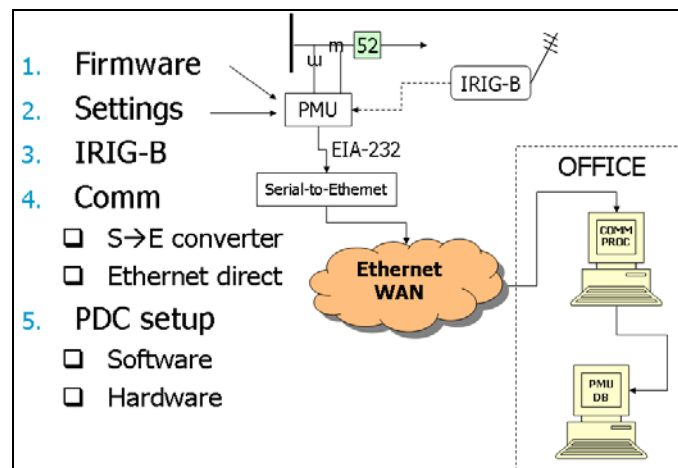 1. Firmware
2. Settings
3. IRIG-B
4. Comm
❑ S→E converter
❑ Ethernet direct
5. PDC setup
❑ Software
❑ Hardware
52
PMU
IRIG-B
EIA-232
Serial-to-Ethernet
Ethernet
WAN
OFFICE
COMM
PROC
PMU
DB